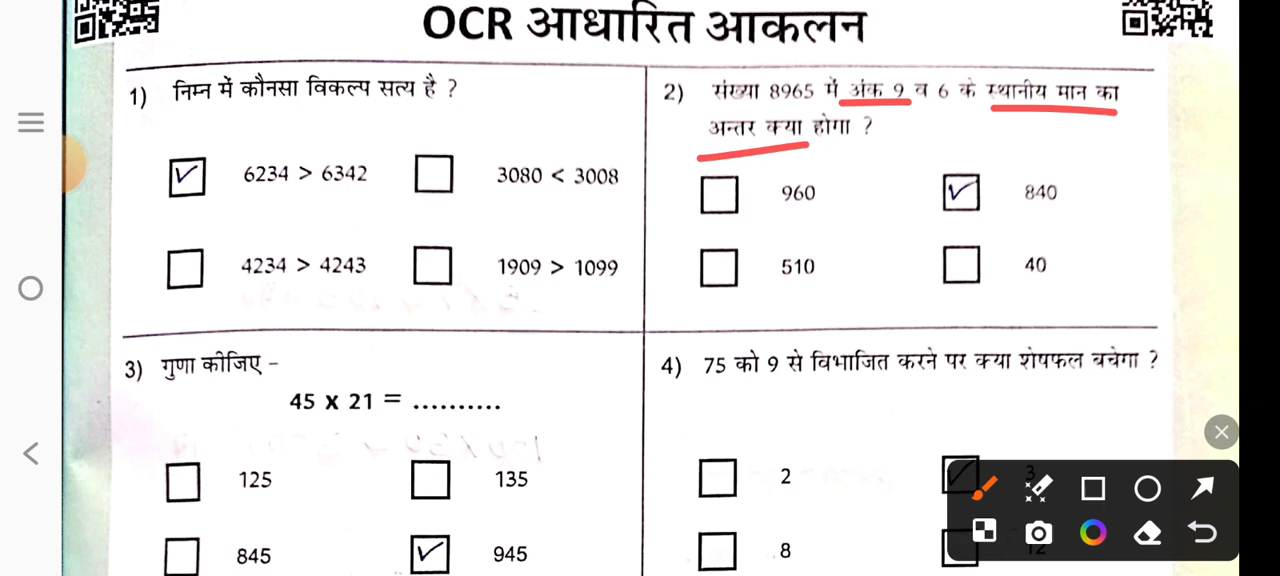 OCR आधारित आकलन
1) निम्न में कौनसा विकल्प सत्य है ?
6234 > 6342
3080 < 3008
4234 > 4243
1909 > 1099
2) संख्या 8965 में अंक 9 व 6 के स्थानीय मान का
अन्तर क्या होगा ?
960
840
510
40
3) गुणा कीजिए -
45 x 21 = ..........
125
135
845
945
4) 75 को 9 से विभाजित करने पर क्या शेषफल बचेगा ?
2
3
8
12